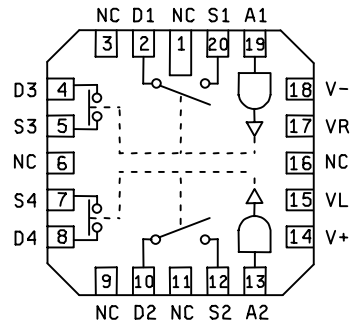 NC D1 NC S1 A1
3 2 1 20 19
D3 4 18 V-
S3 5 17 VR
NC 6 16 NC
S4 7 15 VL
D4 8 14 V+
9 10 11 12 13
NC D2 NC S2 A2